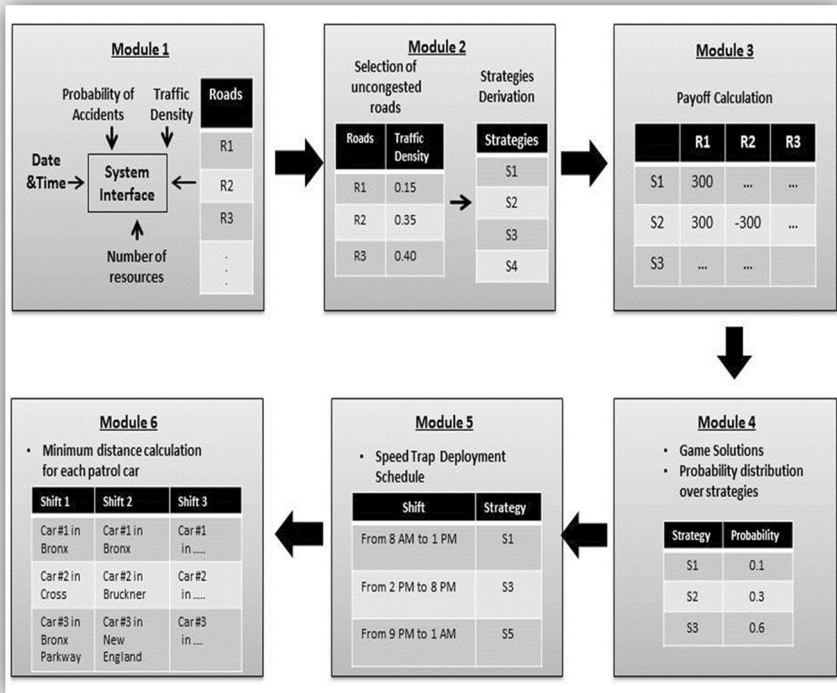 Module 1
Probability of Accidents
Traffic Density
Date &Time
System Interface
Number of resources
Roads
R1
R2
R3
.
.
.
Module 2
Selection of uncongested roads
Roads Traffic Density
R1 0.15
R2 0.35
R3 0.40
Strategies Derivation
Strategies
S1
S2
S3
S4
Module 3
Payoff Calculation
R1 R2 R3
S1 300 ... ...
S2 300 -300 ...
S3 ... ...
Module 4
• Game Solutions
• Probability distribution over strategies
Strategy Probability
S1 0.1
S2 0.3
S3 0.6
Module 5
• Speed Trap Deployment Schedule
Shift Strategy
From 8 AM to 1 PM S1
From 2 PM to 8 PM S3
From 9 PM to 1 AM S5
Module 6
• Minimum distance calculation for each patrol car
Shift 1 Shift 2 Shift 3
Car#1 in Bronx Car#1 in Bronx Car#1 in .....
Car#2 in Cross Car#2 in Bruckner Car#2 in .....
Car#3 in Bronx Parkway Car#3 in New England Car#3 in ....